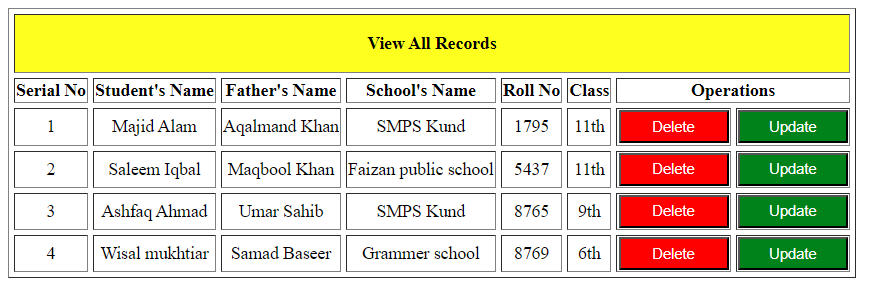 View All Records
Serial No Student's Name Father's Name School's Name Roll No Class Operations
1 Majid Alam Aqalmand Khan SMPS Kund 1795 11th Delete Update
2 Saleem Iqbal Maqbool Khan Faizan public school 5437 11th Delete Update
3 Ashfaq Ahmad Umar Sahib SMPS Kund 8765 9th Delete Update
4 Wisal mukhtiar Samad Baseer Grammer school 8769 6th Delete Update